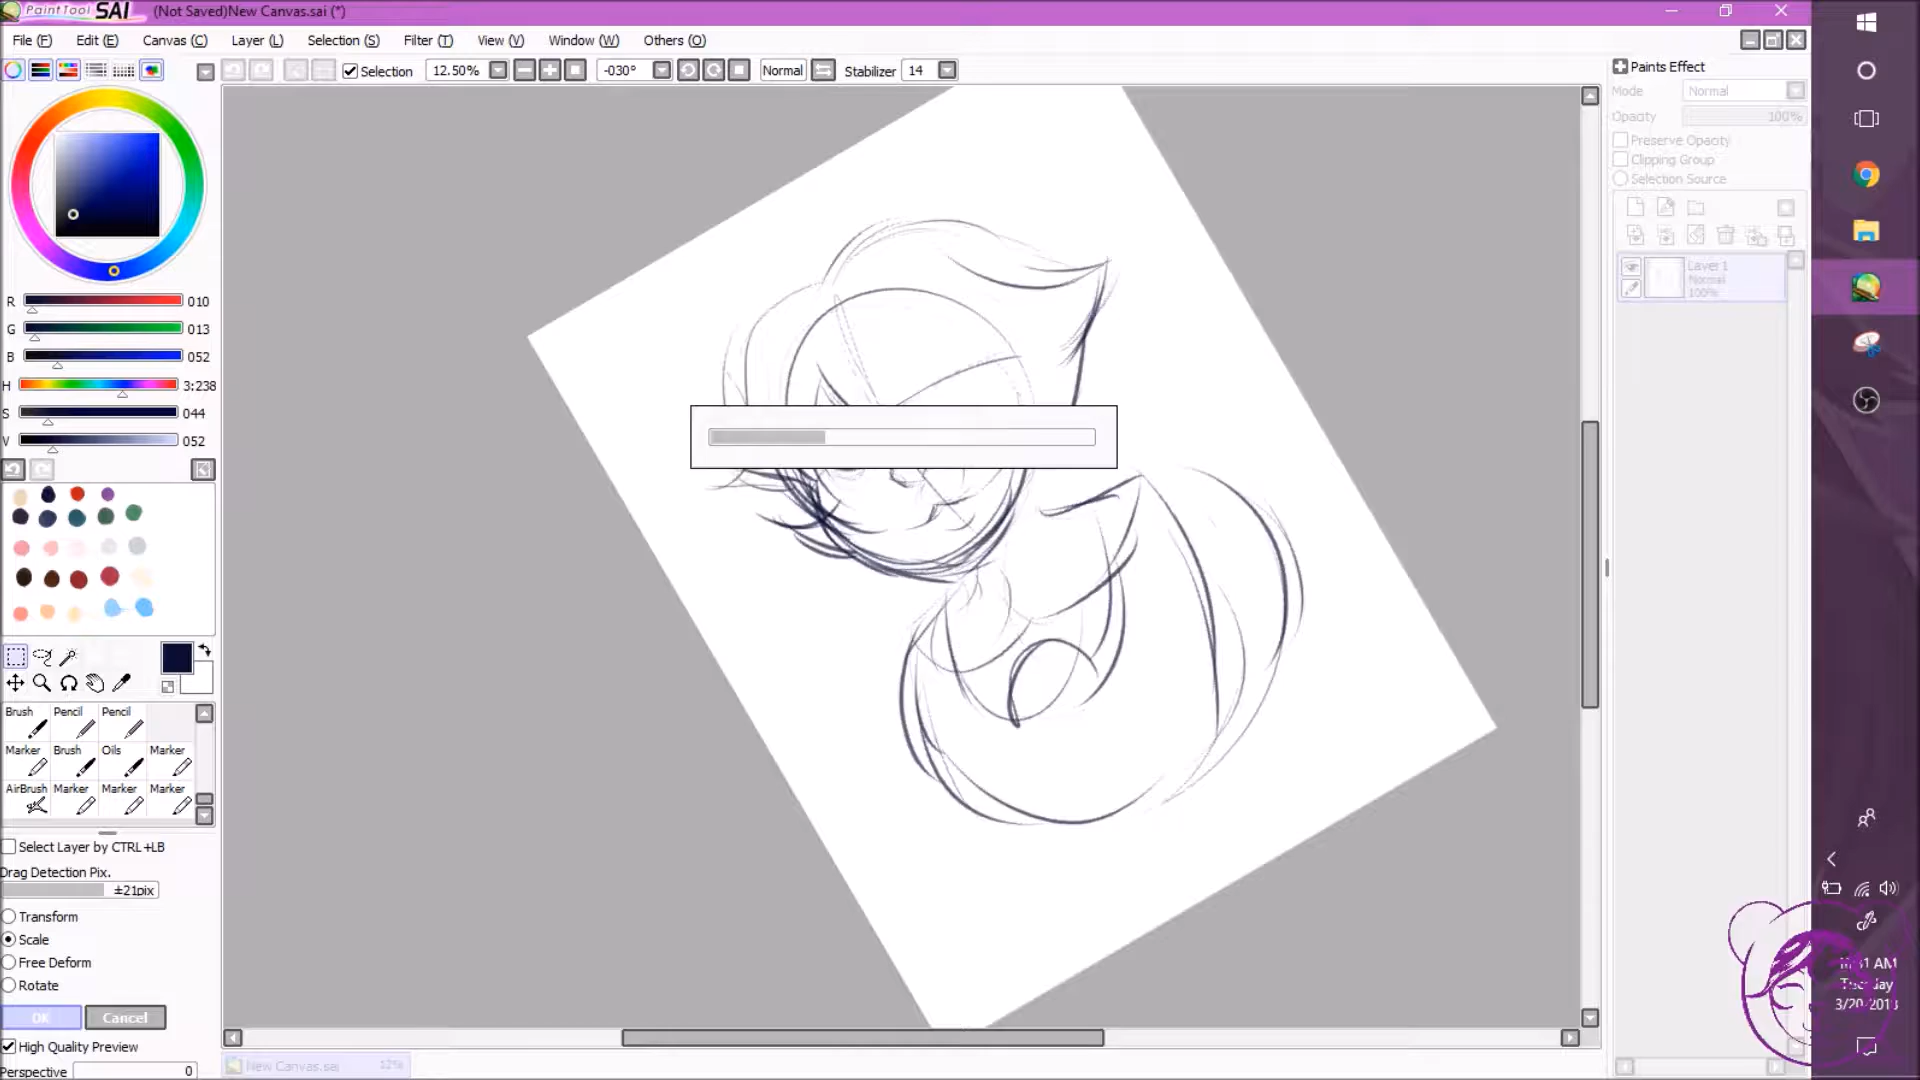 PaintTool SAI (Not Saved)New Canvas.sai (*)
File (F) Edit (E) Canvas (C) Layer (L) Selection (S) Filter (T) View (V) Window (W) Others (O)
Selection 12.50% -030° Normal Stabilizer 14
Paints Effect
Mode Normal
Opacity 100%
Preserve Opacity
Clipping Group
Selection Source
Layer1
Normal
100%
R 010
G 013
B 052
H 3:238
S 044
V 052
Brush Pencil Pencil
Marker Brush Oils Marker
AirBrush Marker Marker Marker
Select Layer by CTRL+LB
Drag Detection Pix.
±21pix
Transform
Scale
Free Deform
Rotate
OK Cancel
High Quality Preview
Perspective 0
New Canvas.sai 12%
AM
Tuesday